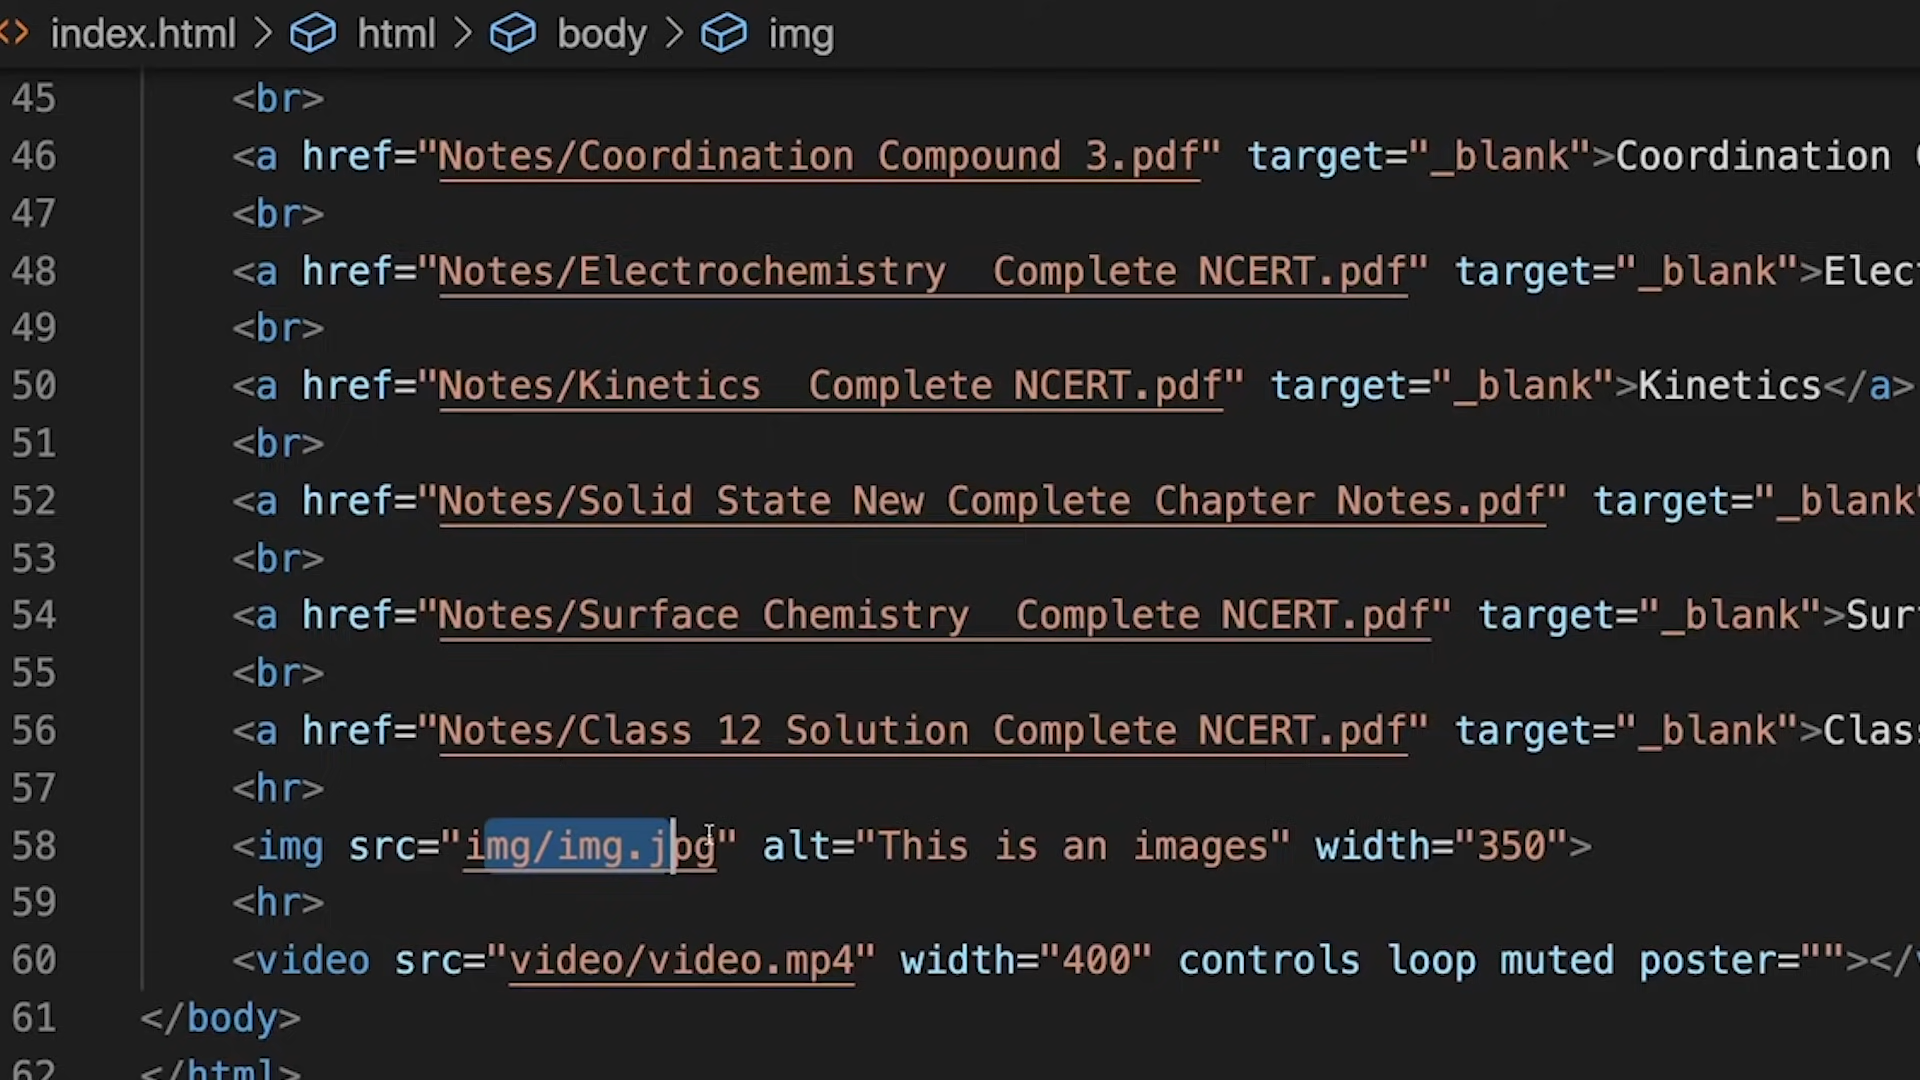 <> index.html > html > body > img
45 <br>
46 <a href="Notes/Coordination Compound 3.pdf" target="_blank">Coordination
47 <br>
48 <a href="Notes/Electrochemistry  Complete NCERT.pdf" target="_blank">Elect
49 <br>
50 <a href="Notes/Kinetics  Complete NCERT.pdf" target="_blank">Kinetics</a>
51 <br>
52 <a href="Notes/Solid State New Complete Chapter Notes.pdf" target="_blank"
53 <br>
54 <a href="Notes/Surface Chemistry  Complete NCERT.pdf" target="_blank">Sur
55 <br>
56 <a href="Notes/Class 12 Solution Complete NCERT.pdf" target="_blank">Clas
57 <hr>
58 <img src="img/img.jpg" alt="This is an images" width="350">
59 <hr>
60 <video src="video/video.mp4" width="400" controls loop muted poster=""></
61 </body>
62 </html>